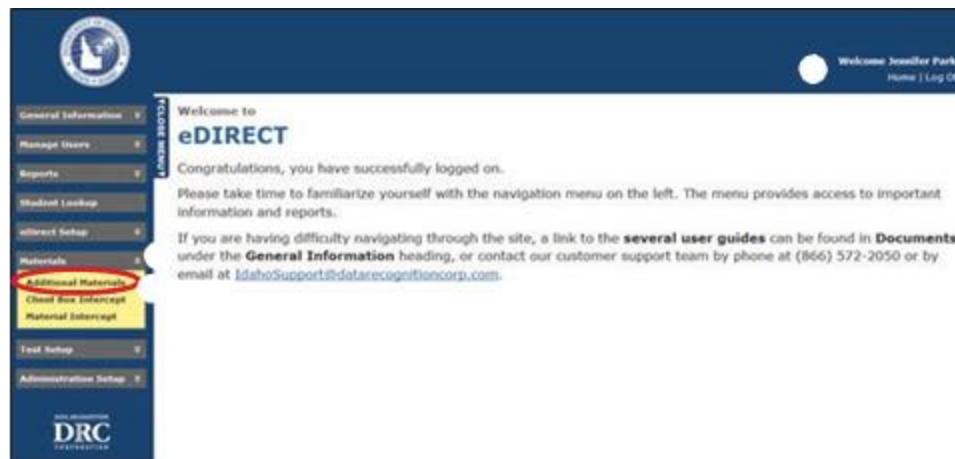 Welcome Jennifer Park
Home | Log O
General Information
Manage Users
Reports
Student Lookup
eDirect Setup
Materials
Additional Materials
Client Box Intercept
Material Intercept
Test Setup
Administration Setup
CLOSE MENU
DRC
CORPORATION
Welcome to
eDIRECT
Congratulations, you have successfully logged on.
Please take time to familiarize yourself with the navigation menu on the left. The menu provides access to important
information and reports.
If you are having difficulty navigating through the site, a link to the several user guides can be found in Documents
under the General Information heading, or contact our customer support team by phone at (866) 572-2050 or by
email at IdahoSupport@datarecognitioncorp.com.